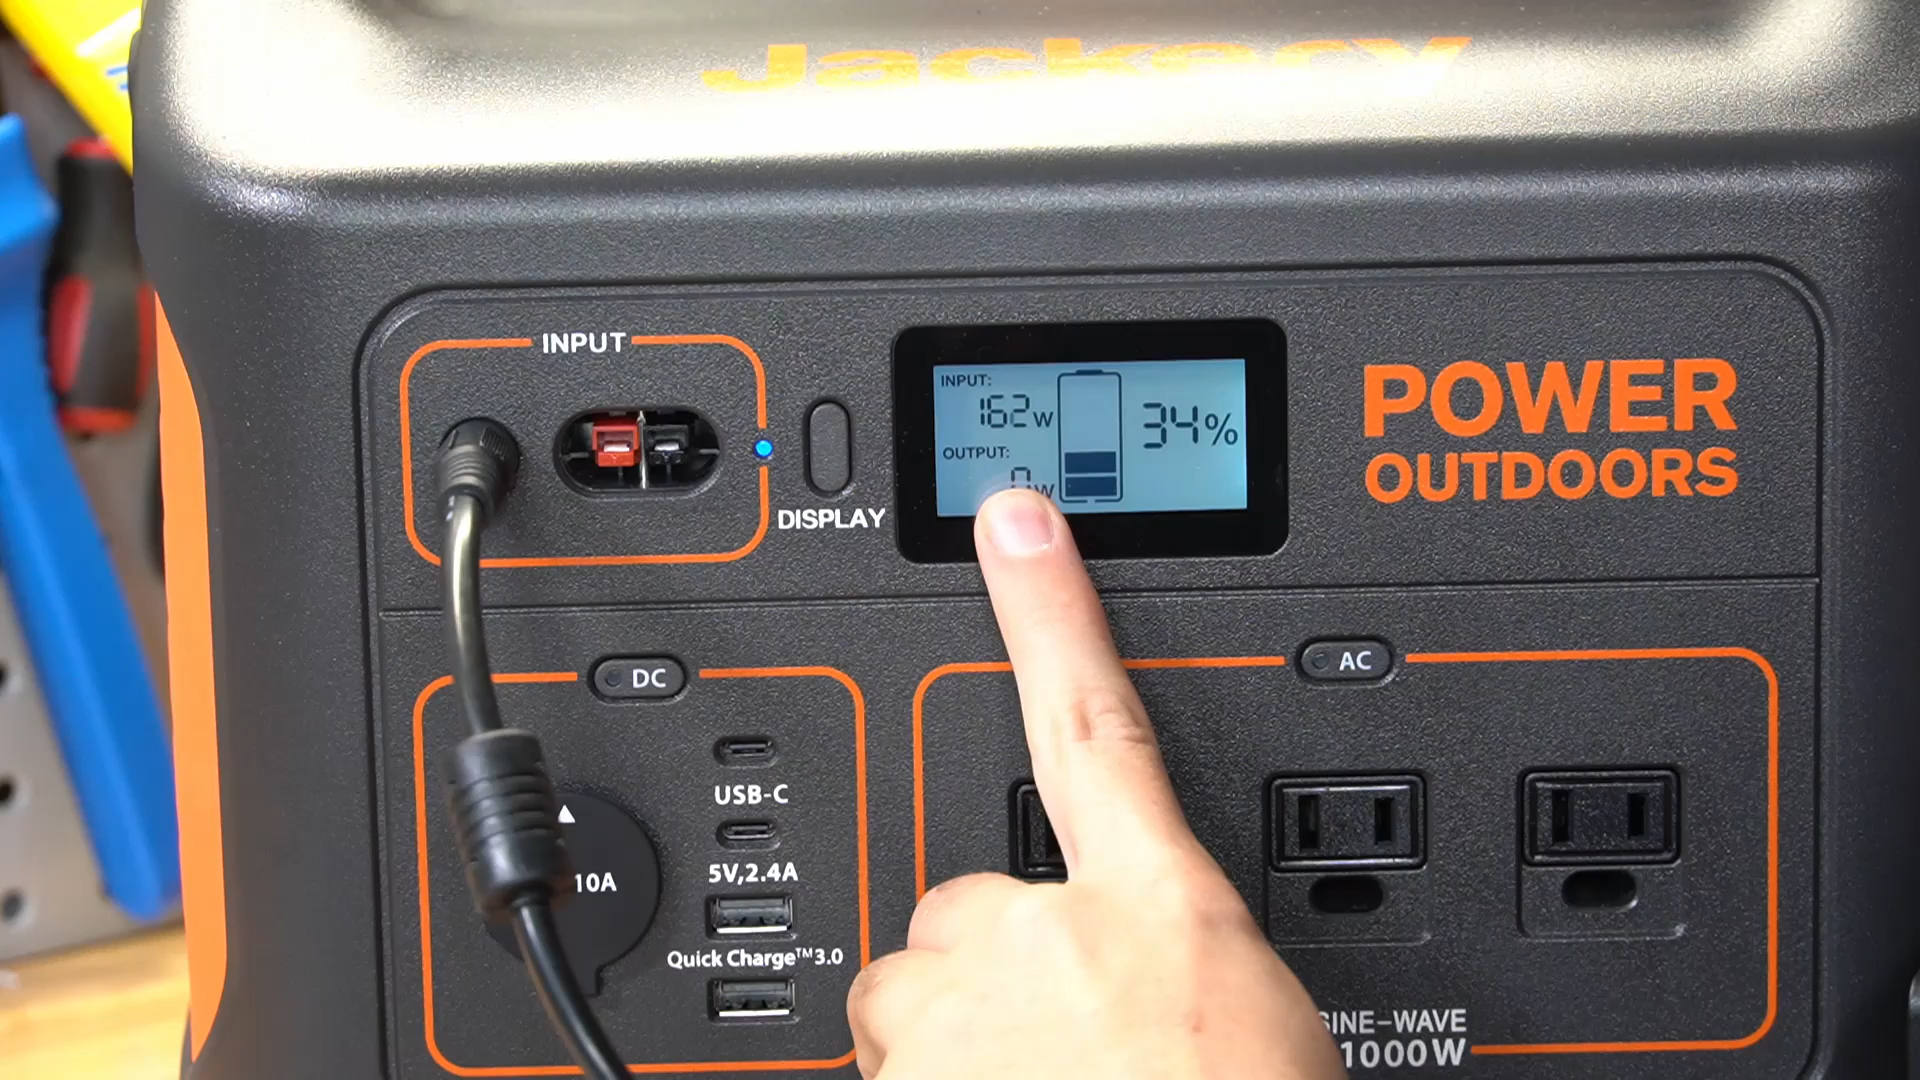 Jackery
INPUT
INPUT:
162W
34%
OUTPUT:
0W
DISPLAY
POWER
OUTDOORS
DC
AC
USB-C
5V,2.4A
10A
Quick Charge™3.0
SINE-WAVE
1000W